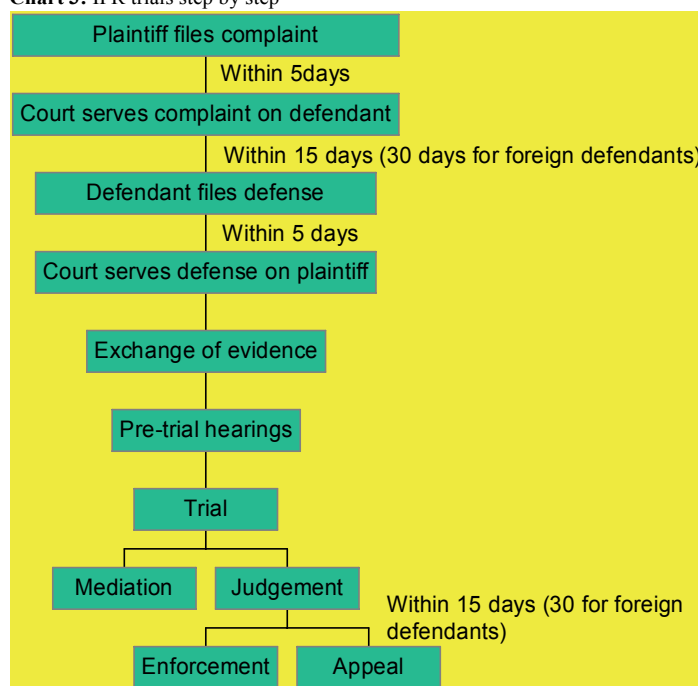 Chart 3: IPR trials step by step
Plaintiff files complaint
Within 5days
Court serves complaint on defendant
Within 15 days (30 days for foreign defendants)
Defendant files defense
Within 5 days
Court serves defense on plaintiff
Exchange of evidence
Pre-trial hearings
Trial
Mediation
Judgement
Within 15 days (30 for foreign
defendants)
Enforcement
Appeal